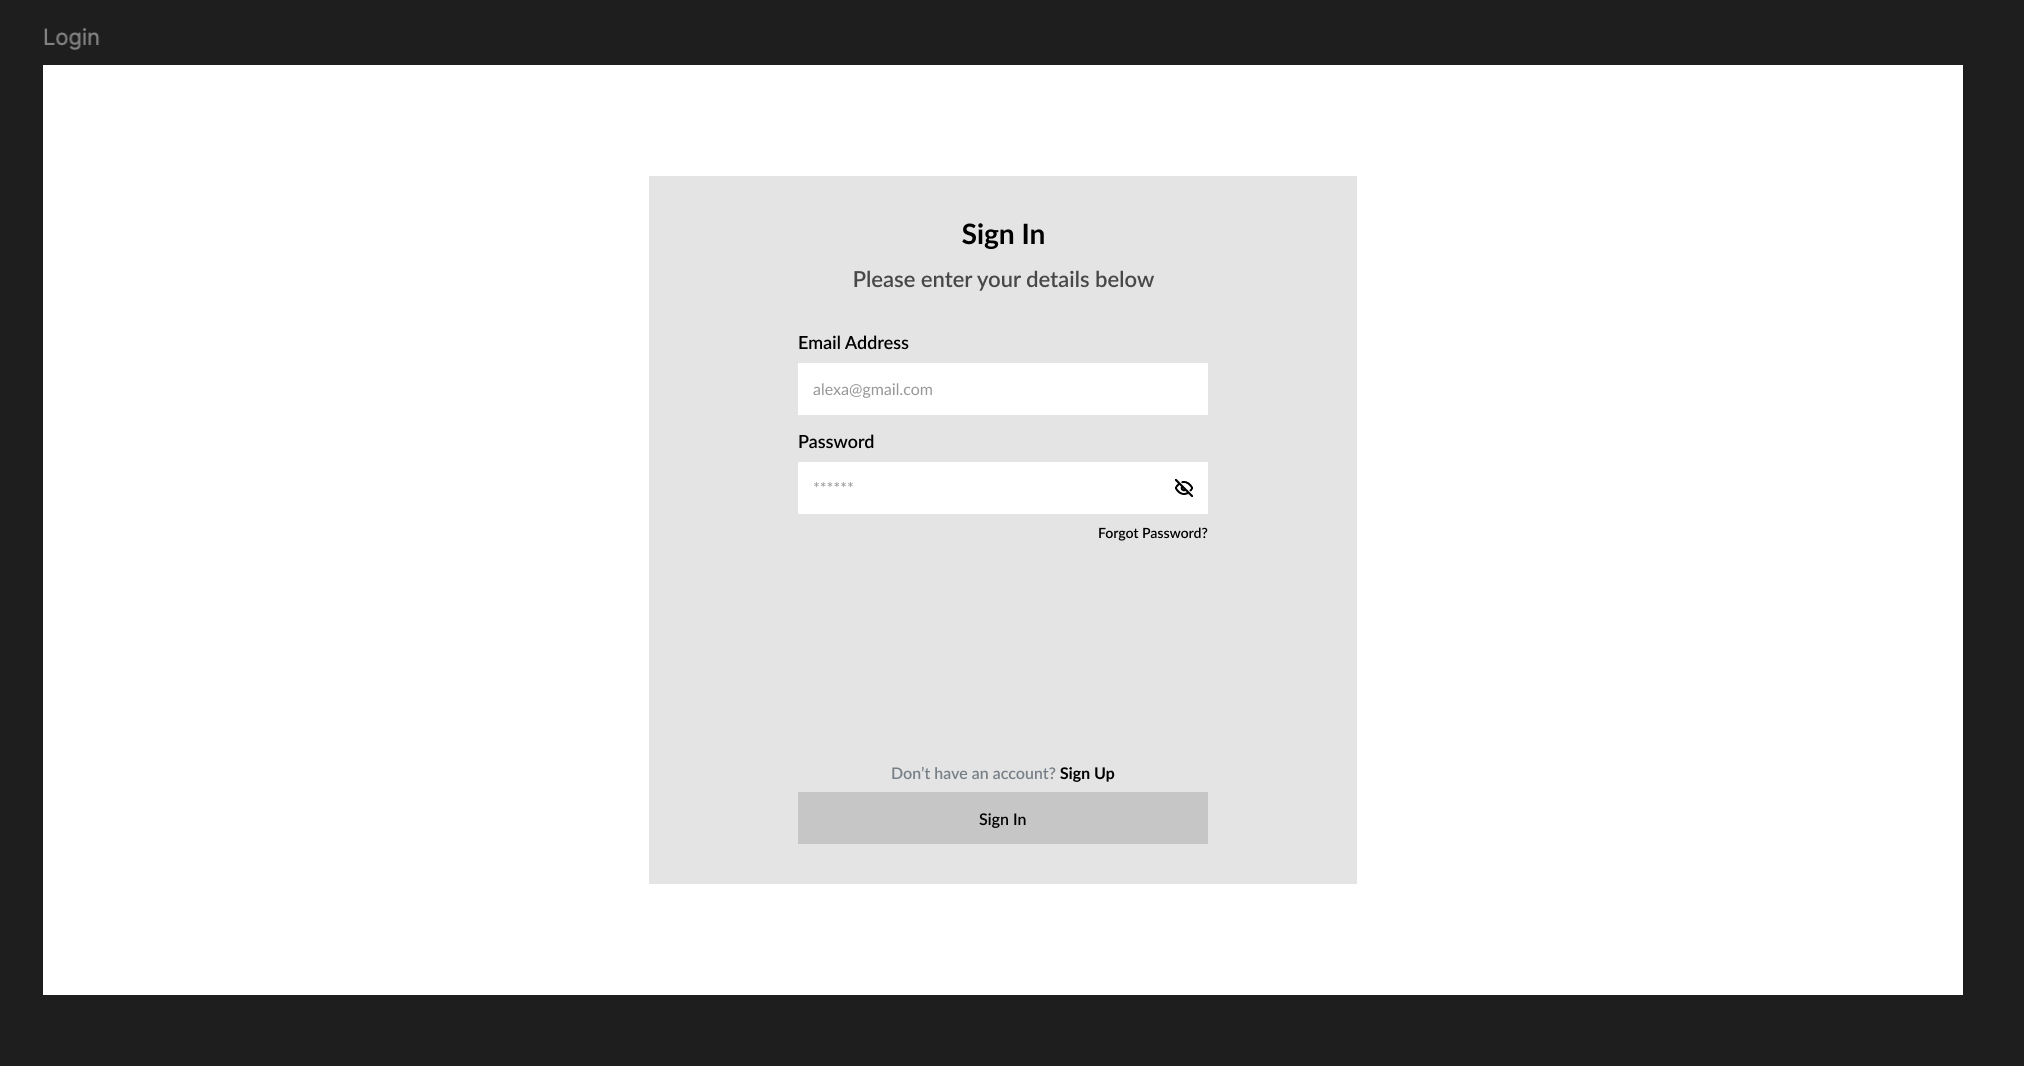 Login
Sign In
Please enter your details below
Email Address
alexa@gmail.com
Password
******
Forgot Password?
Don’t have an account? Sign Up
Sign In